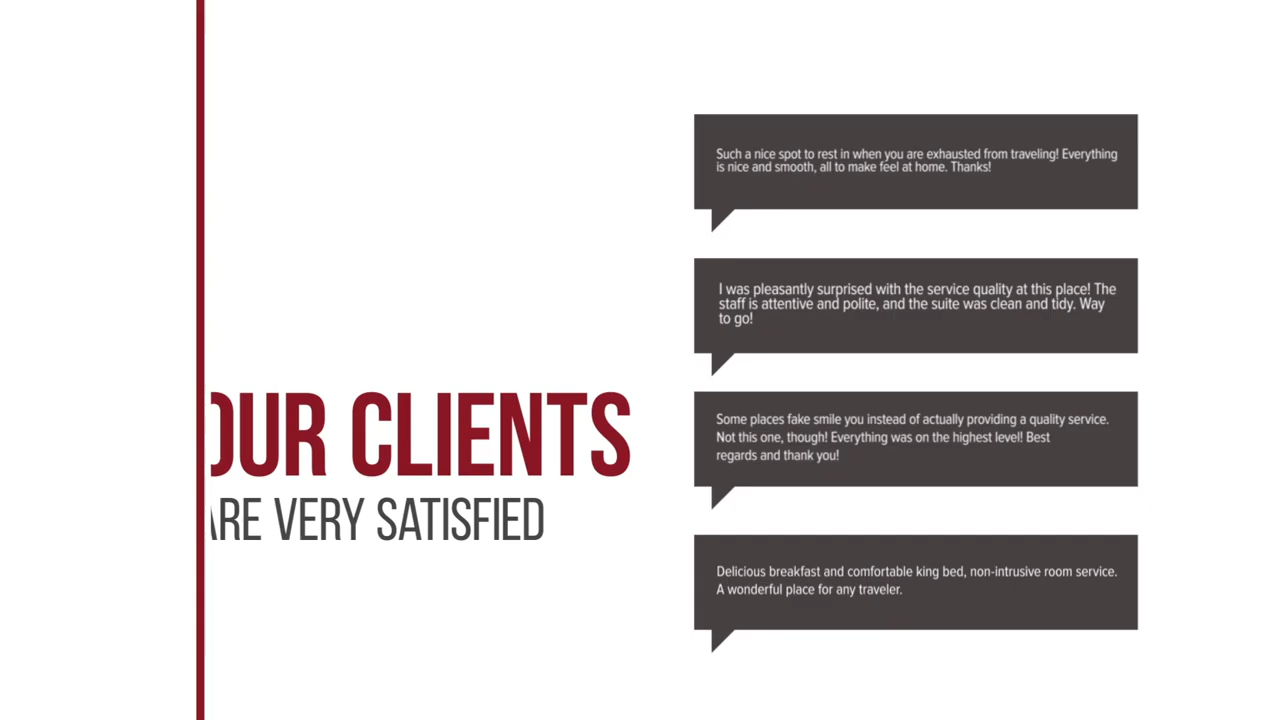 OUR CLIENTS
ARE VERY SATISFIED
Such a nice spot to rest in when you are exhausted from traveling! Everything
is nice and smooth, all to make feel at home. Thanks!
I was pleasantly surprised with the service quality at this place! The
staff is attentive and polite, and the suite was clean and tidy. Way
to go!
Some places fake smile you instead of actually providing a quality service.
Not this one, though! Everything was on the highest level! Best
regards and thank you!
Delicious breakfast and comfortable king bed, non-intrusive room service.
A wonderful place for any traveler.